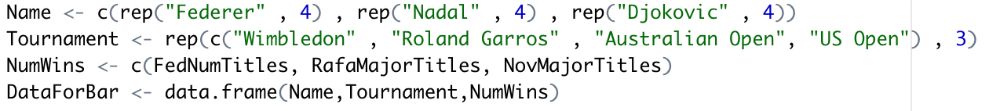 Name <- c(rep("Federer" , 4) , rep("Nadal" , 4) , rep("Djokovic" , 4))
Tournament <- rep(c("Wimbledon" , "Roland Garros" , "Australian Open", "US Open") , 3)
NumWins <- c(FedNumTitles, RafaMajorTitles, NovMajorTitles)
DataForBar <- data.frame(Name,Tournament,NumWins)